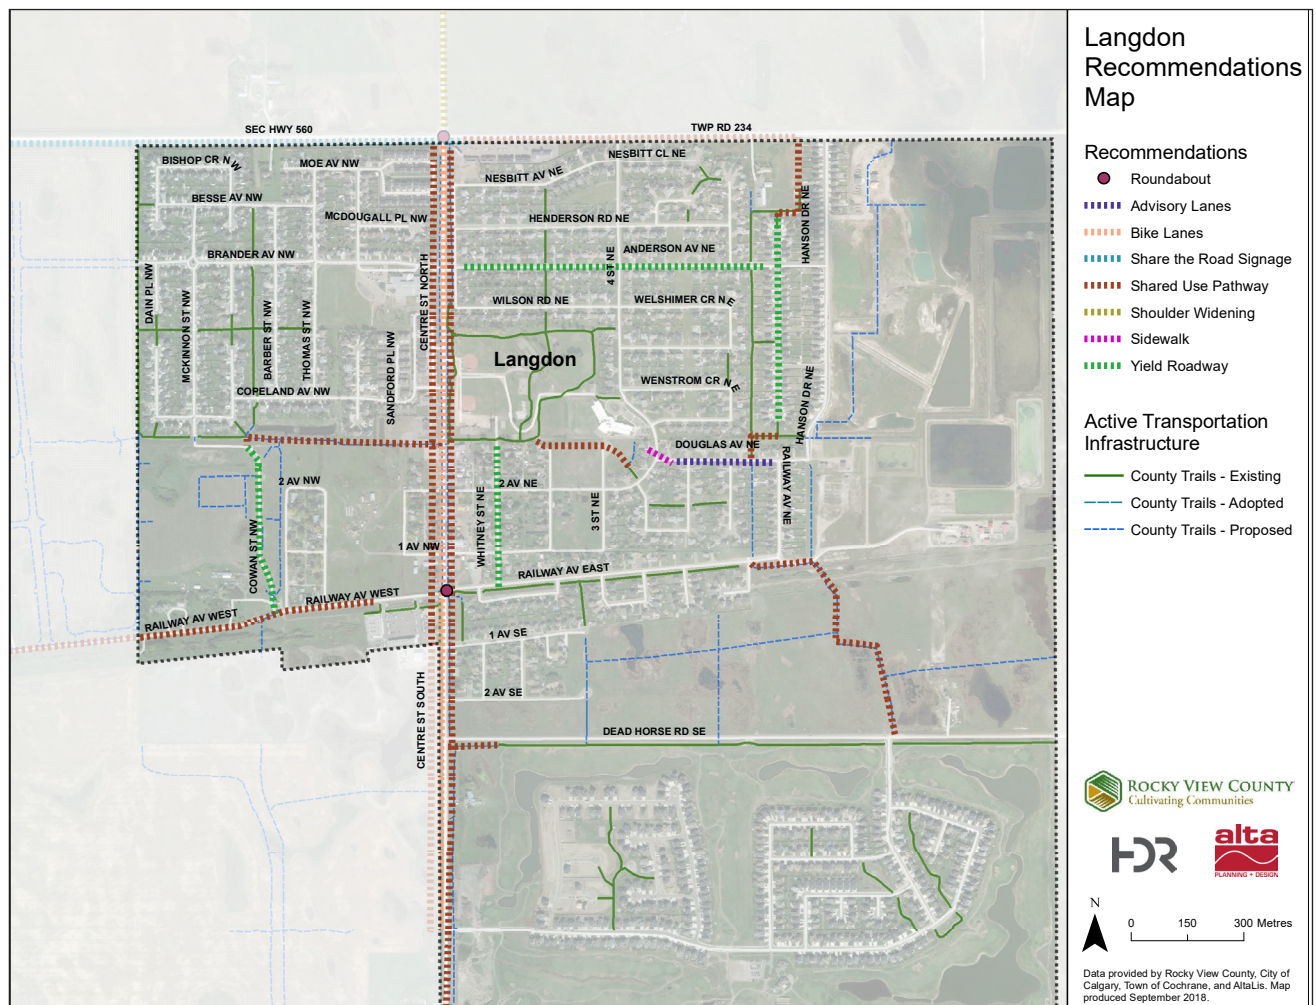 Langdon
Recommendations
Map
Recommendations
Roundabout
Advisory Lanes
Bike Lanes
Share the Road Signage
Shared Use Pathway
Shoulder Widening
Sidewalk
Yield Roadway
Active Transportation
Infrastructure
County Trails - Existing
County Trails - Adopted
County Trails - Proposed
SEC HWY 560
TWP RD 234
BISHOP CR NW
MOE AV NW
NESBITT CL NE
NESBITT AV NE
BESSE AV NW
MCDOUGALL PL NW
HENDERSON RD NE
HANSON DR NE
BRANDER AV NW
ANDERSON AV NE
4 ST NE
CENTRE ST NORTH
DAIN PL NW
MCKINNON ST NW
BARBER ST NW
THOMAS ST NW
WILSON RD NE
WELSHIMER CR NE
Langdon
SANDFORD PL NW
COPELAND AV NW
WENSTROM CR NE
HANSON DR NE
DOUGLAS AV NE
RAILWAY AV NE
2 AV NW
2 AV NE
WHITNEY ST NE
3 ST NE
COWAN ST NW
1 AV NW
RAILWAY AV EAST
RAILWAY AV WEST
RAILWAY AV WEST
1 AV SE
2 AV SE
CENTRE ST SOUTH
DEAD HORSE RD SE
ROCKY VIEW COUNTY
Cultivating Communities
HDR
alta
PLANNING + DESIGN
N
0 150 300 Metres
Data provided by Rocky View County, City of
Calgary, Town of Cochrane, and AltaLis. Map
produced September 2018.